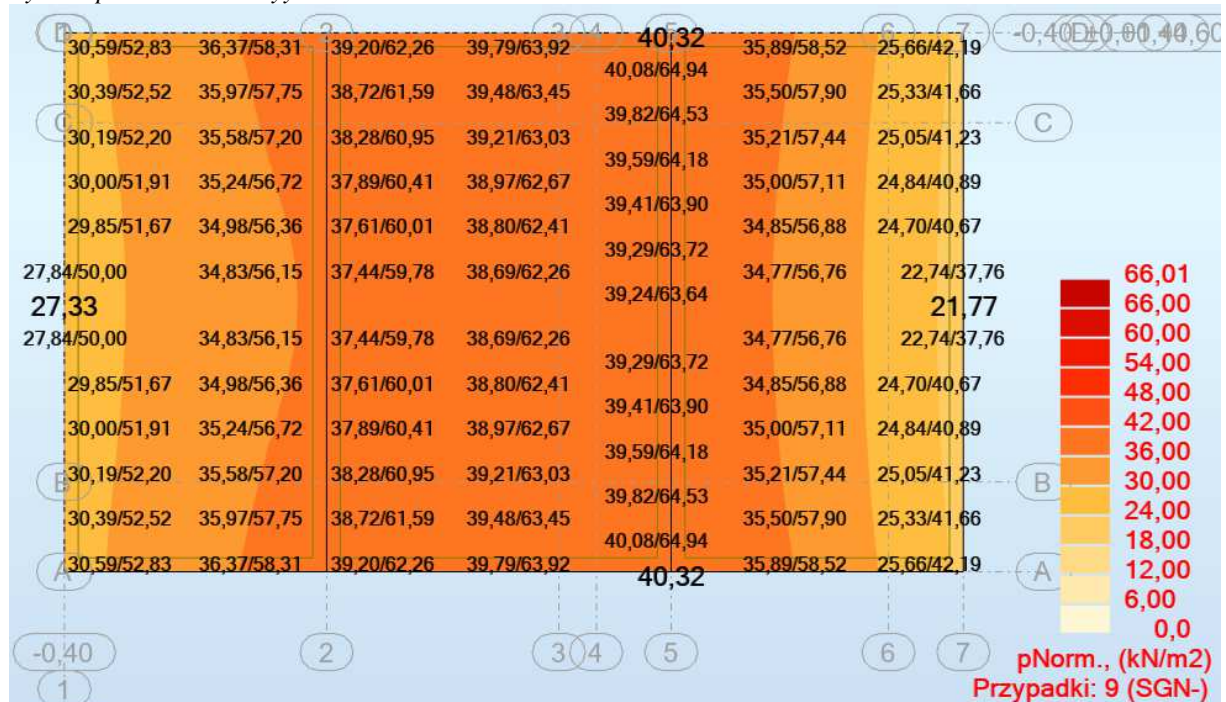 D 2 3 4 5 6 7
30,59/52,83 36,37/58,31 39,20/62,26 39,79/63,92 40,32 35,89/58,52 25,66/42,19
40,08/64,94
30,39/52,52 35,97/57,75 38,72/61,59 39,48/63,45 35,50/57,90 25,33/41,66
39,82/64,53
C C
30,19/52,20 35,58/57,20 38,28/60,95 39,21/63,03 35,21/57,44 25,05/41,23
39,59/64,18
30,00/51,91 35,24/56,72 37,89/60,41 38,97/62,67 35,00/57,11 24,84/40,89
39,41/63,90
29,85/51,67 34,98/56,36 37,61/60,01 38,80/62,41 34,85/56,88 24,70/40,67
39,29/63,72
27,84/50,00 34,83/56,15 37,44/59,78 38,69/62,26 34,77/56,76 22,74/37,76
39,24/63,64
27,33 21,77
27,84/50,00 34,83/56,15 37,44/59,78 38,69/62,26 34,77/56,76 22,74/37,76
39,29/63,72
29,85/51,67 34,98/56,36 37,61/60,01 38,80/62,41 34,85/56,88 24,70/40,67
39,41/63,90
30,00/51,91 35,24/56,72 37,89/60,41 38,97/62,67 35,00/57,11 24,84/40,89
39,59/64,18
B 30,19/52,20 35,58/57,20 38,28/60,95 39,21/63,03 35,21/57,44 25,05/41,23 B
39,82/64,53
30,39/52,52 35,97/57,75 38,72/61,59 39,48/63,45 35,50/57,90 25,33/41,66
40,08/64,94
30,59/52,83 36,37/58,31 39,20/62,26 39,79/63,92 35,89/58,52 25,66/42,19
A 40,32 A
-0,40 2 3 4 5 6 7
1
66,01
66,00
60,00
54,00
48,00
42,00
36,00
30,00
24,00
18,00
12,00
6,00
0,0
pNorm., (kN/m2)
Przypadki: 9 (SGN-)